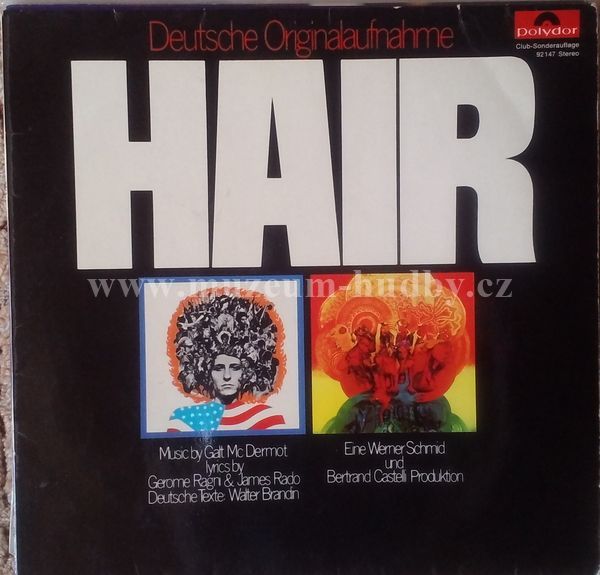 Deutsche Originalaufnahme
polydor
Club-Sonderauflage
92147 Stereo
HAIR
www.muzeum-hudby.cz
Music by Galt Mc Dermot
lyrics by
Gerome Ragni & James Rado
Deutsche Texte: Walter Brandin
Eine Werner Schmid
und
Bertrand Castelli Produktion